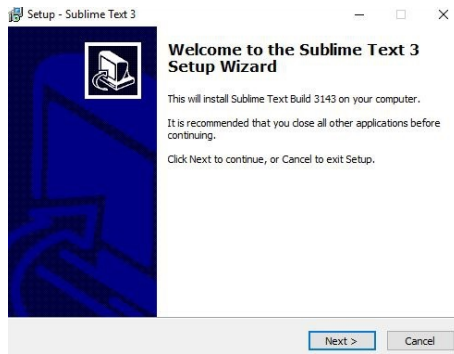 Setup - Sublime Text 3
Welcome to the Sublime Text 3
Setup Wizard
This will install Sublime Text Build 3143 on your computer.
It is recommended that you close all other applications before
continuing.
Click Next to continue, or Cancel to exit Setup.
Next >
Cancel